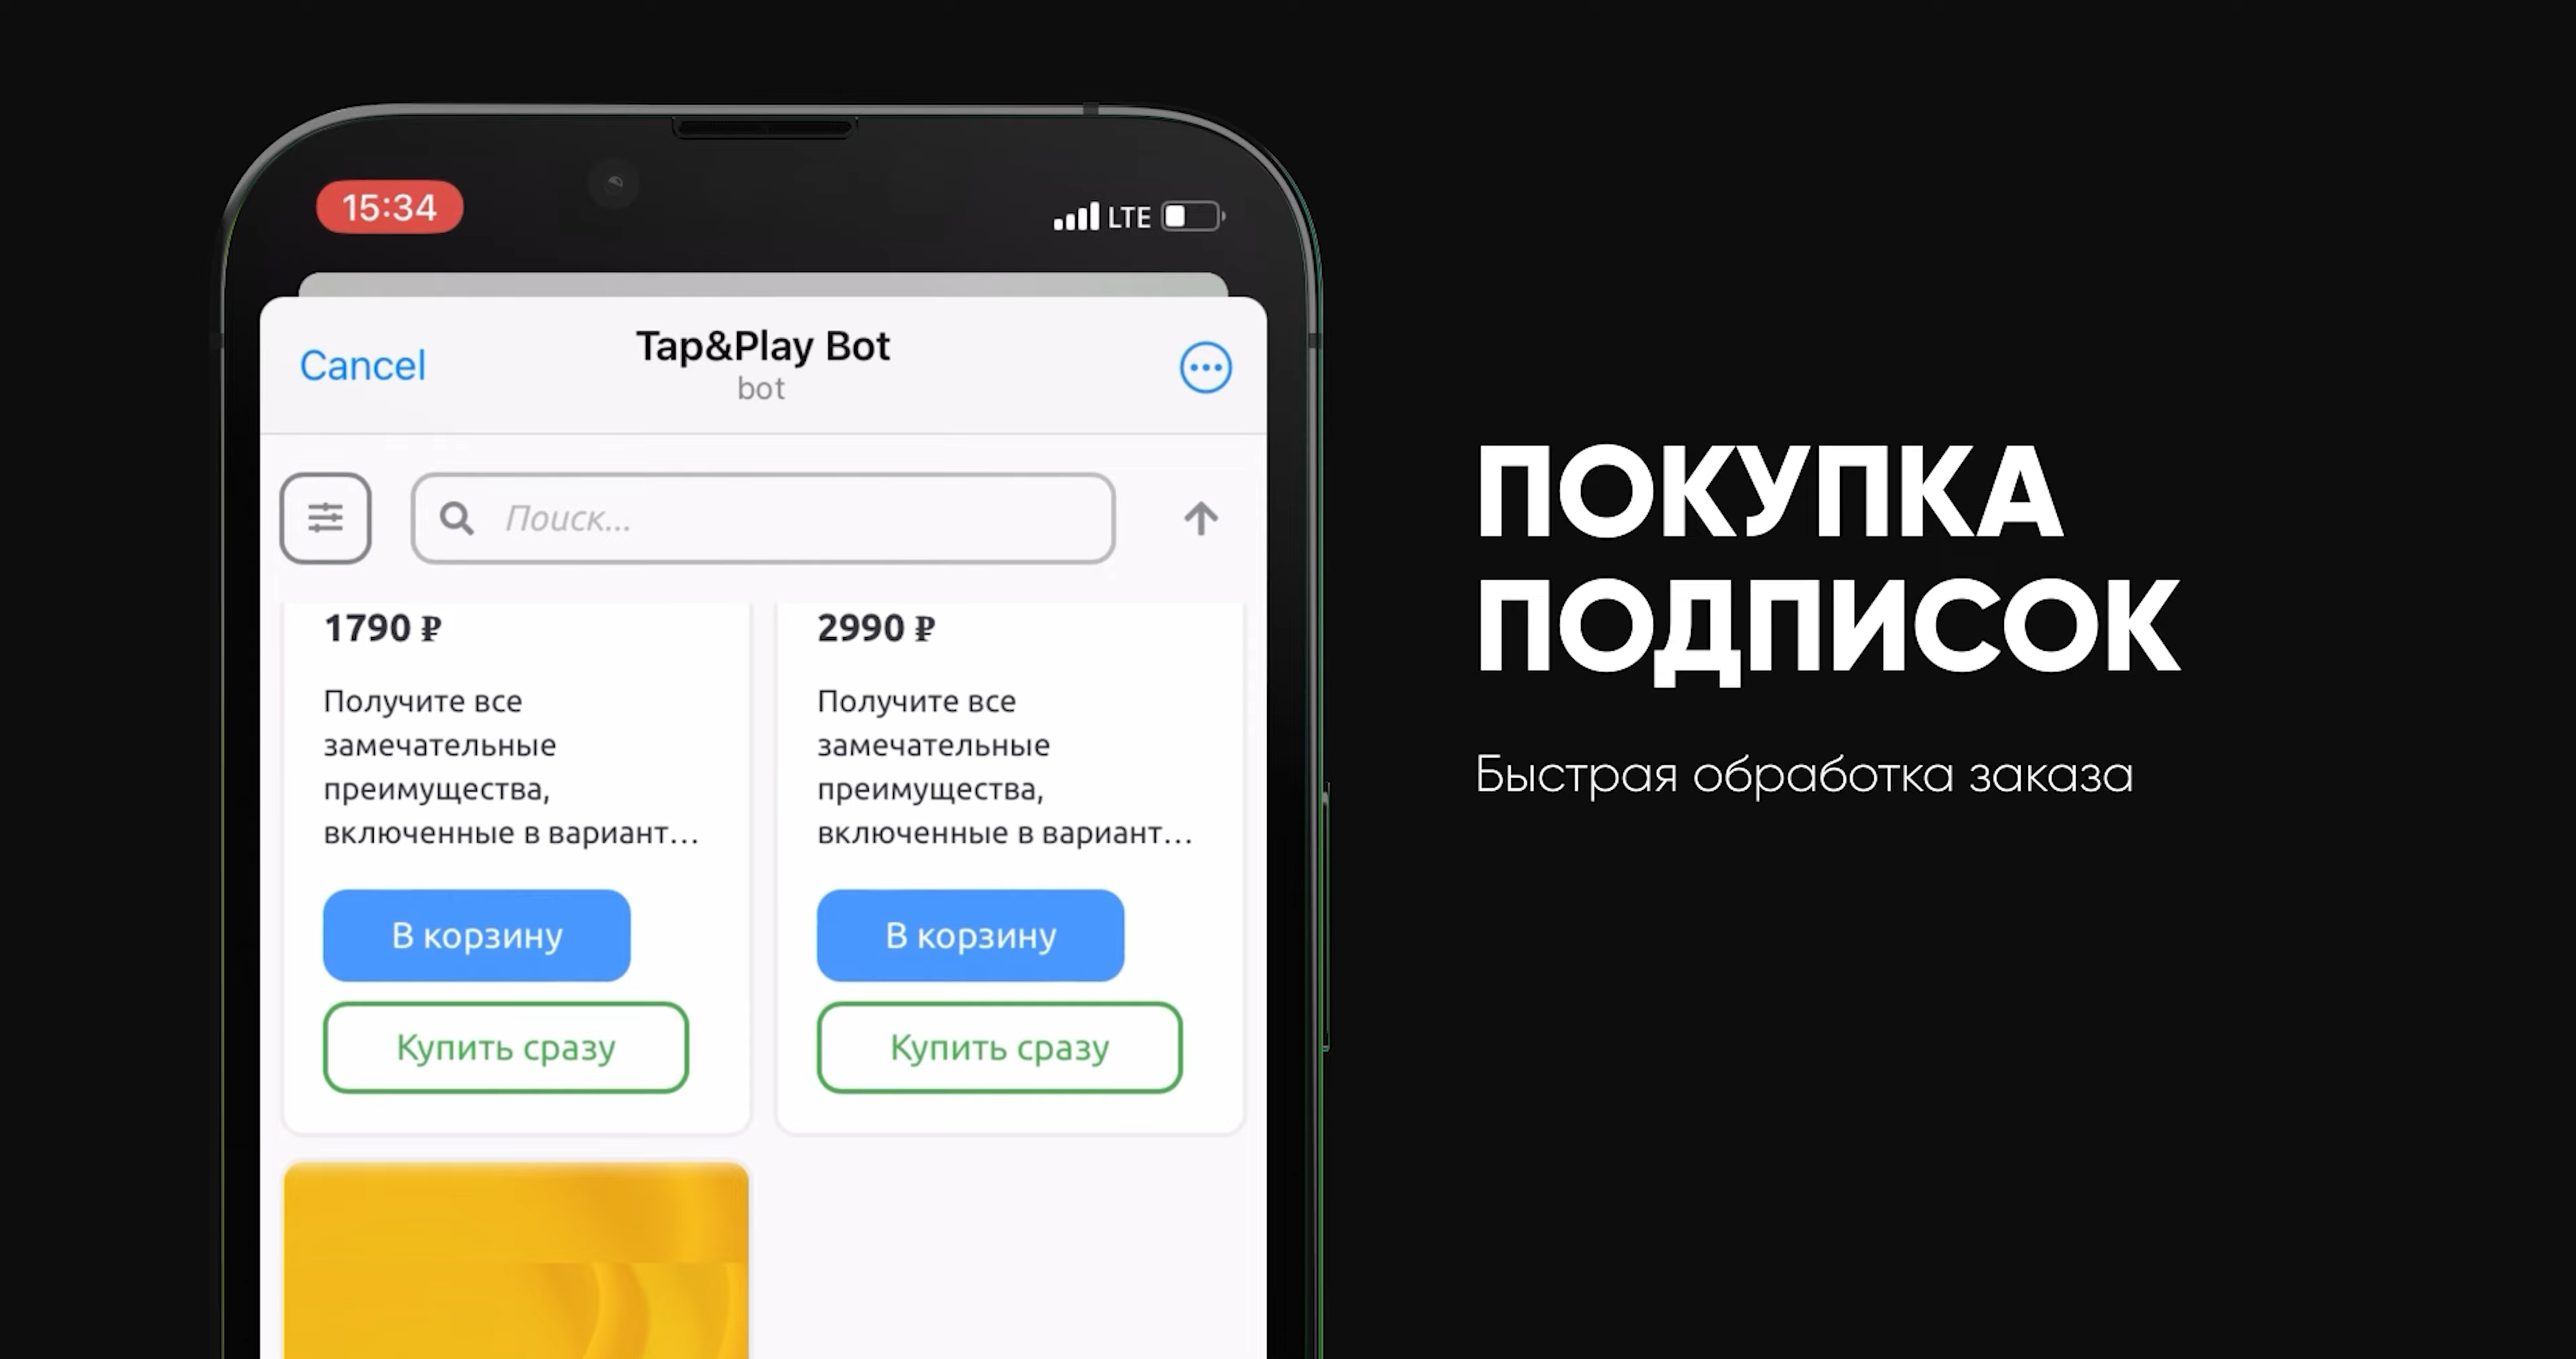 15:34
LTE
Cancel
Tap&Play Bot
bot
Поиск...
1790 ₽
Получите все
замечательные
преимущества,
включенные в вариант...
В корзину
Купить сразу
2990 ₽
Получите все
замечательные
преимущества,
включенные в вариант...
В корзину
Купить сразу
ПОКУПКА
ПОДПИСОК
Быстрая обработка заказа